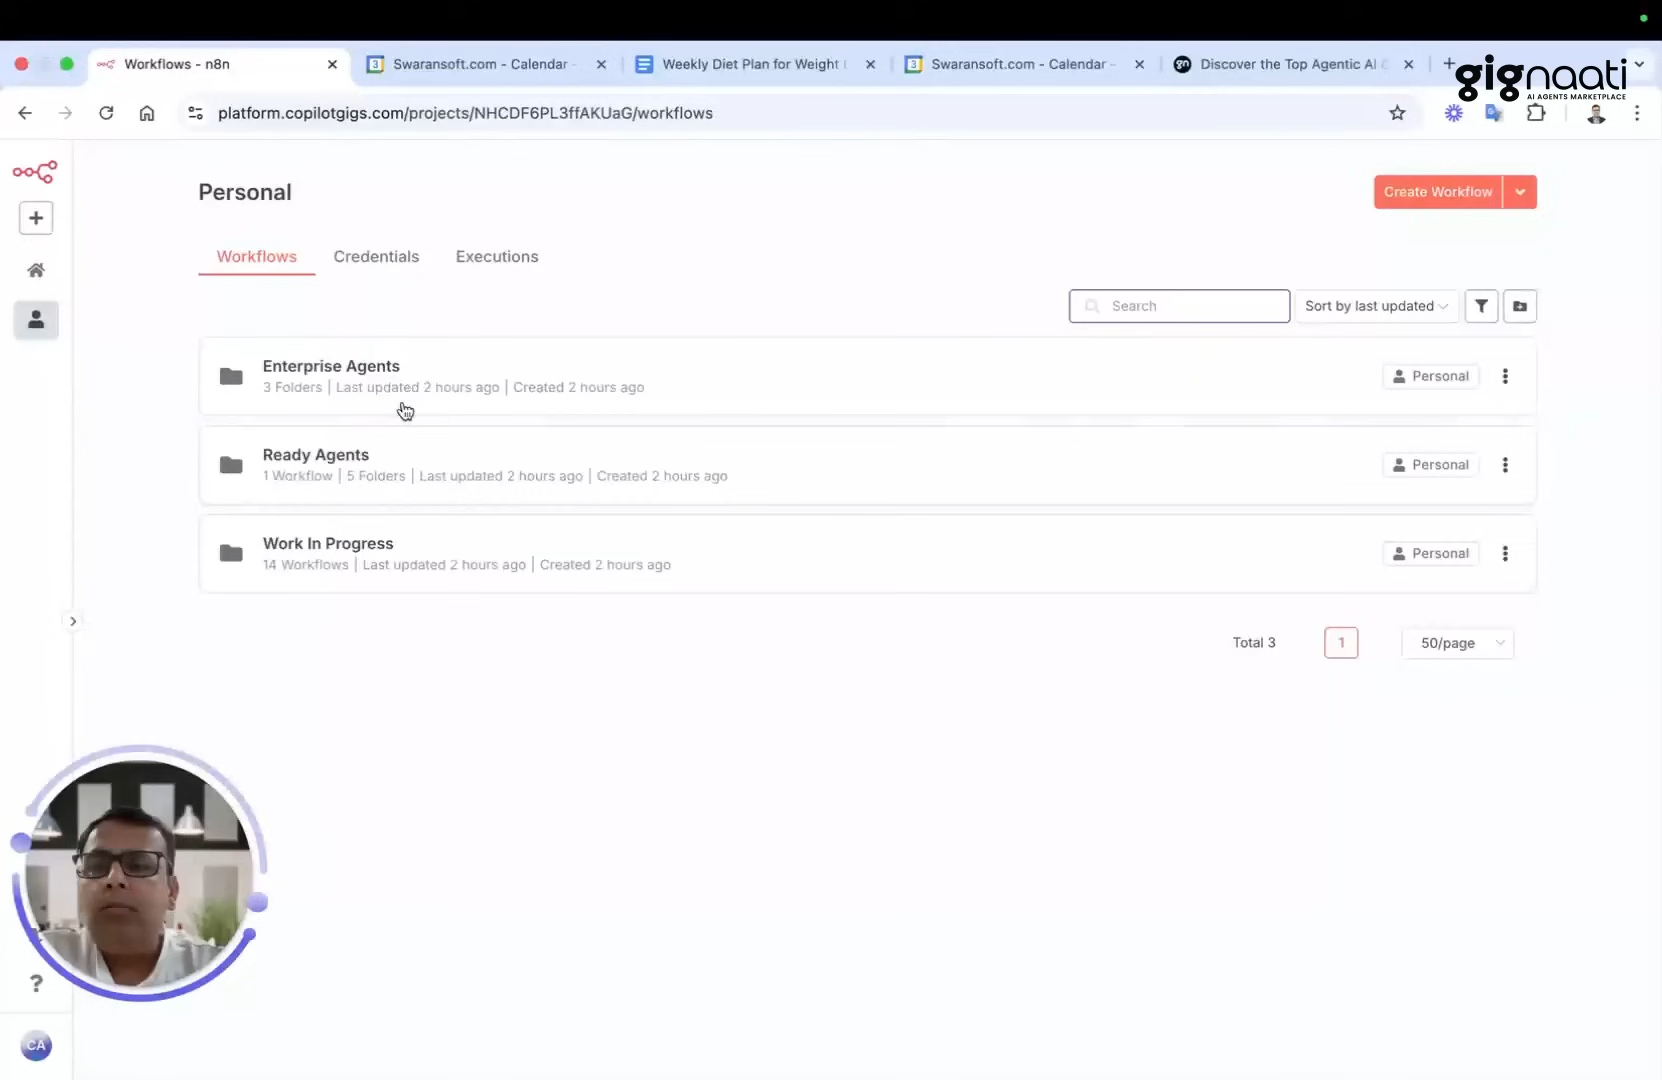 Workflows - n8n
Swaransoft.com - Calendar -
Weekly Diet Plan for Weight
Swaransoft.com - Calendar -
Discover the Top Agentic AI
gignaati
AI AGENTS MARKETPLACE
platform.copilotgigs.com/projects/NHCDF6PL3ffAKUaG/workflows
Personal
Create Workflow
Workflows
Credentials
Executions
Search
Sort by last updated
Enterprise Agents
3 Folders | Last updated 2 hours ago | Created 2 hours ago
Personal
Ready Agents
1 Workflow | 5 Folders | Last updated 2 hours ago | Created 2 hours ago
Personal
Work In Progress
14 Workflows | Last updated 2 hours ago | Created 2 hours ago
Personal
Total 3
1
50/page
?
CA